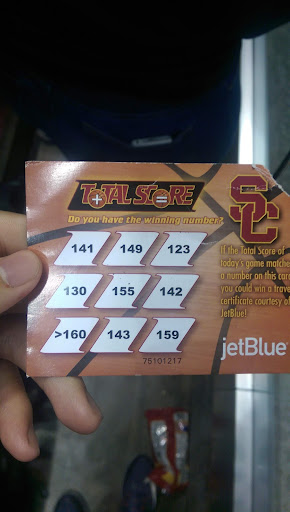 TOTAL SCORE
Do you have the winning number?
SC
141 149 123
130 155 142
>160 143 159
If the Total Score of
today's game matches
a number on this card
you could win a travel
certificate courtesy of
JetBlue!
jetBlue
75101217